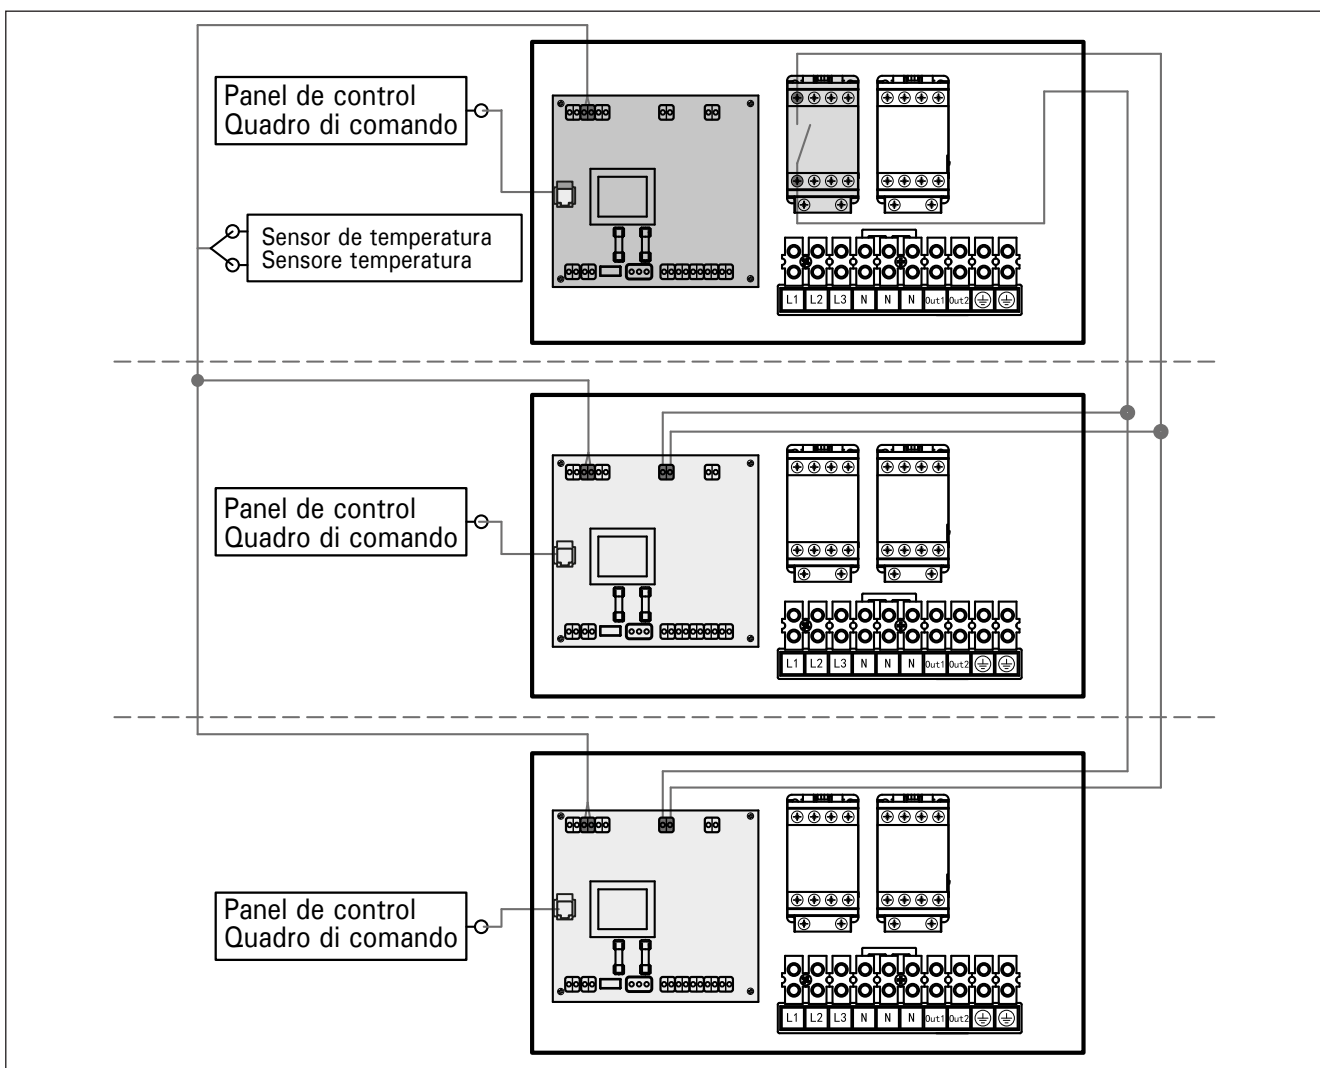 Panel de control
Quadro di comando
Sensor de temperatura
Sensore temperatura
L1 L2 L3 N N N Out1 Out2
Panel de control
Quadro di comando
L1 L2 L3 N N N Out1 Out2
Panel de control
Quadro di comando
L1 L2 L3 N N N Out1 Out2